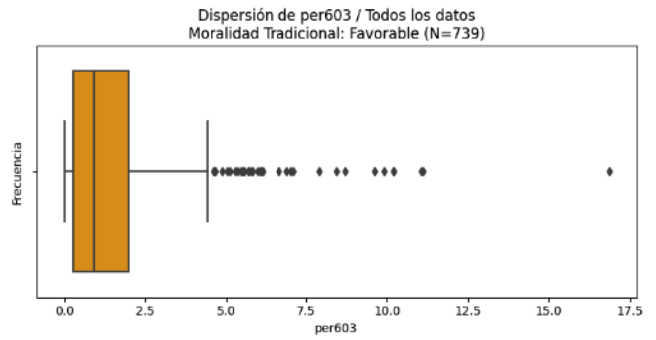 Dispersión de per603 / Todos los datos
Moralidad Tradicional: Favorable (N=739)
Frecuencia
0.0 2.5 5.0 7.5 10.0 12.5 15.0 17.5
per603